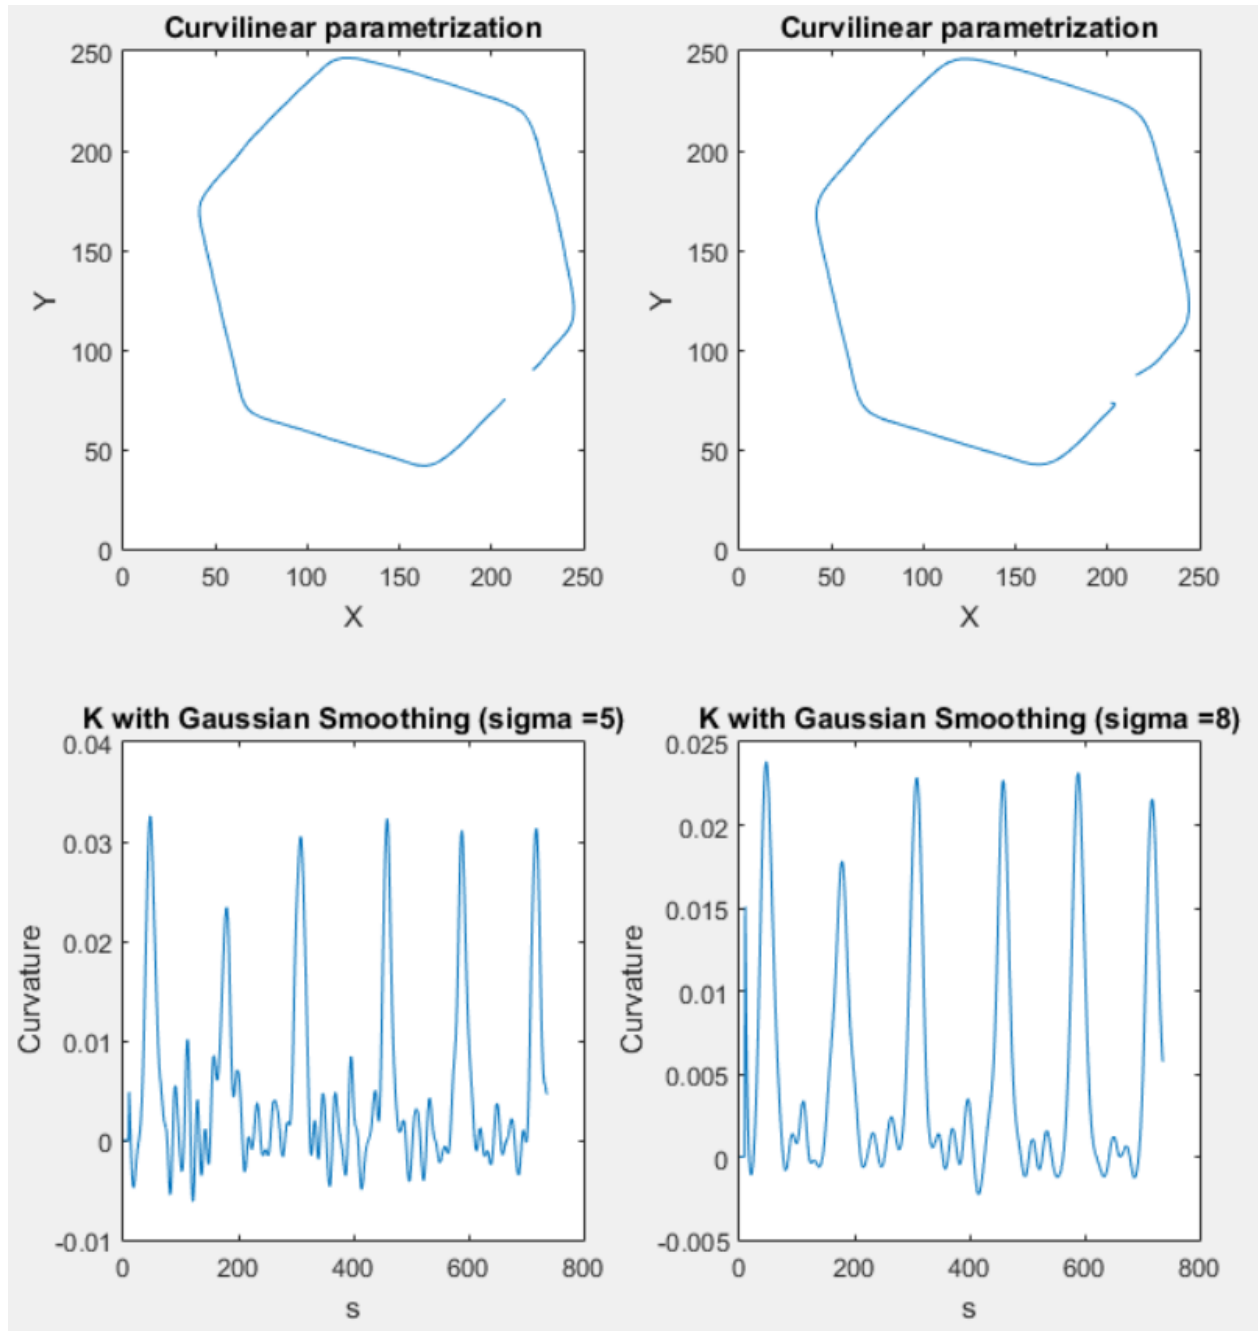 Curvilinear parametrization
250
200
150
100
50
0
Y
0 50 100 150 200 250
X
Curvilinear parametrization
250
200
150
100
50
0
Y
0 50 100 150 200 250
X
K with Gaussian Smoothing (sigma =5)
0.04
0.03
0.02
0.01
0
-0.01
Curvature
0 200 400 600 800
s
K with Gaussian Smoothing (sigma =8)
0.025
0.02
0.015
0.01
0.005
0
-0.005
Curvature
0 200 400 600 800
s